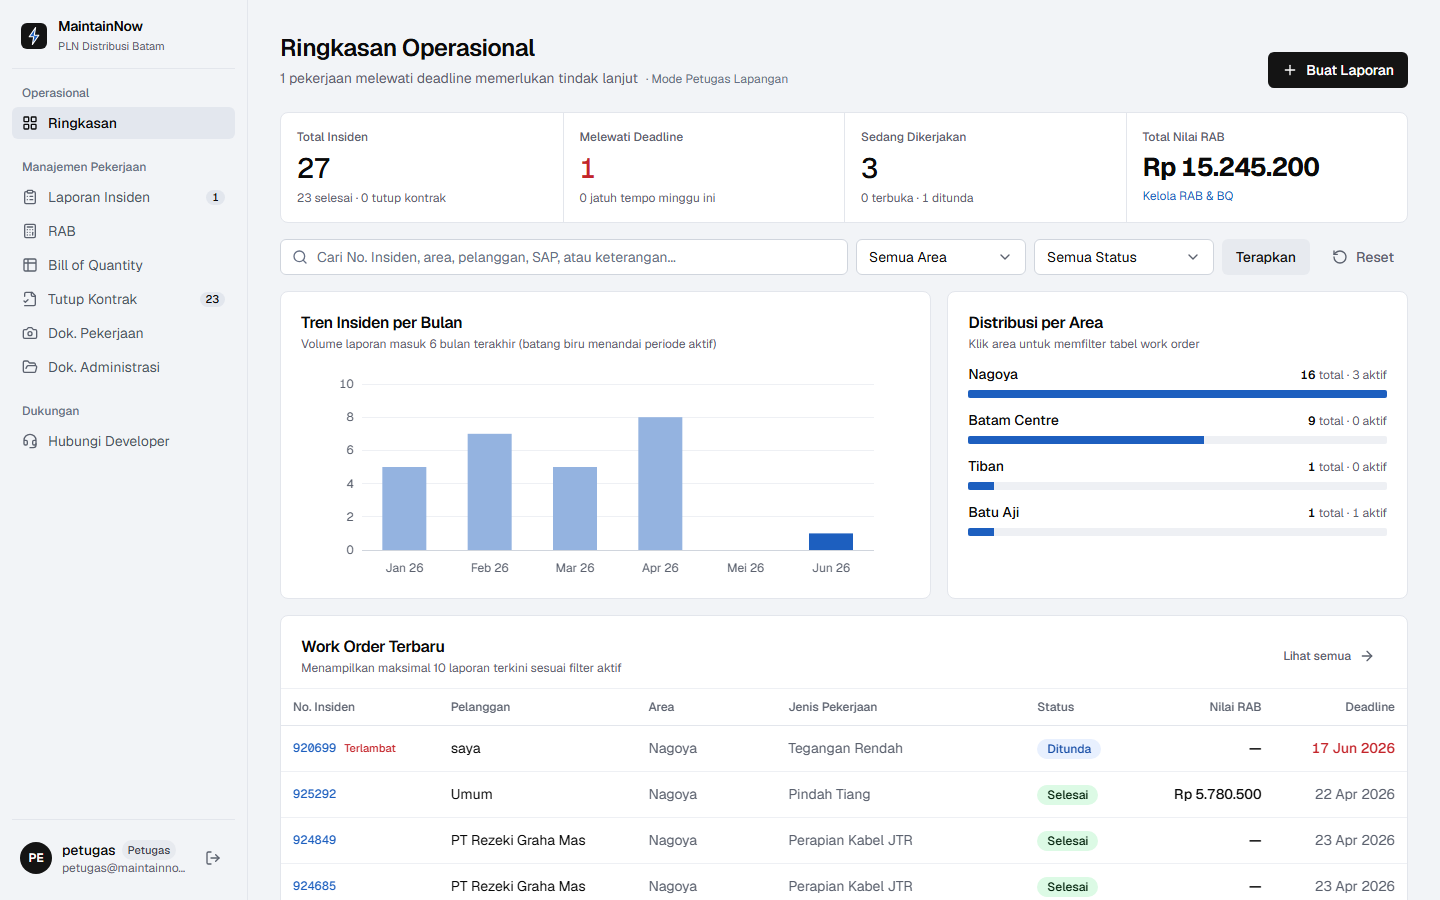 MaintainNow
PLN Distribusi Batam
Operasional
Ringkasan
Manajemen Pekerjaan
Laporan Insiden 1
RAB
Bill of Quantity
Tutup Kontrak 23
Dok. Pekerjaan
Dok. Administrasi
Dukungan
Hubungi Developer
PE petugas Petugas
petugas@maintainno...
Ringkasan Operasional
1 pekerjaan melewati deadline memerlukan tindak lanjut · Mode Petugas Lapangan
Buat Laporan
Total Insiden
27
23 selesai · 0 tutup kontrak
Melewati Deadline
1
0 jatuh tempo minggu ini
Sedang Dikerjakan
3
0 terbuka · 1 ditunda
Total Nilai RAB
Rp 15.245.200
Kelola RAB & BQ
Cari No. Insiden, area, pelanggan, SAP, atau keterangan...
Semua Area
Semua Status
Terapkan
Reset
Tren Insiden per Bulan
Volume laporan masuk 6 bulan terakhir (batang biru menandai periode aktif)
10
8
6
4
2
0
Jan 26 Feb 26 Mar 26 Apr 26 Mei 26 Jun 26
Distribusi per Area
Klik area untuk memfilter tabel work order
Nagoya 16 total · 3 aktif
Batam Centre 9 total · 0 aktif
Tiban 1 total · 0 aktif
Batu Aji 1 total · 1 aktif
Work Order Terbaru
Menampilkan maksimal 10 laporan terkini sesuai filter aktif
Lihat semua
No. Insiden Pelanggan Area Jenis Pekerjaan Status Nilai RAB Deadline
920699 Terlambat saya Nagoya Tegangan Rendah Ditunda — 17 Jun 2026
925292 Umum Nagoya Pindah Tiang Selesai Rp 5.780.500 22 Apr 2026
924849 PT Rezeki Graha Mas Nagoya Perapian Kabel JTR Selesai — 23 Apr 2026
924685 PT Rezeki Graha Mas Nagoya Perapian Kabel JTR Selesai — 23 Apr 2026